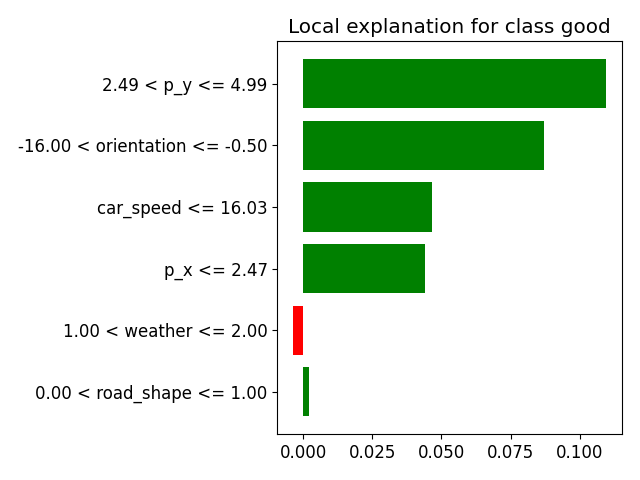 Local explanation for class good
2.49 < p_y <= 4.99
-16.00 < orientation <= -0.50
car_speed <= 16.03
p_x <= 2.47
1.00 < weather <= 2.00
0.00 < road_shape <= 1.00
0.000 0.025 0.050 0.075 0.100